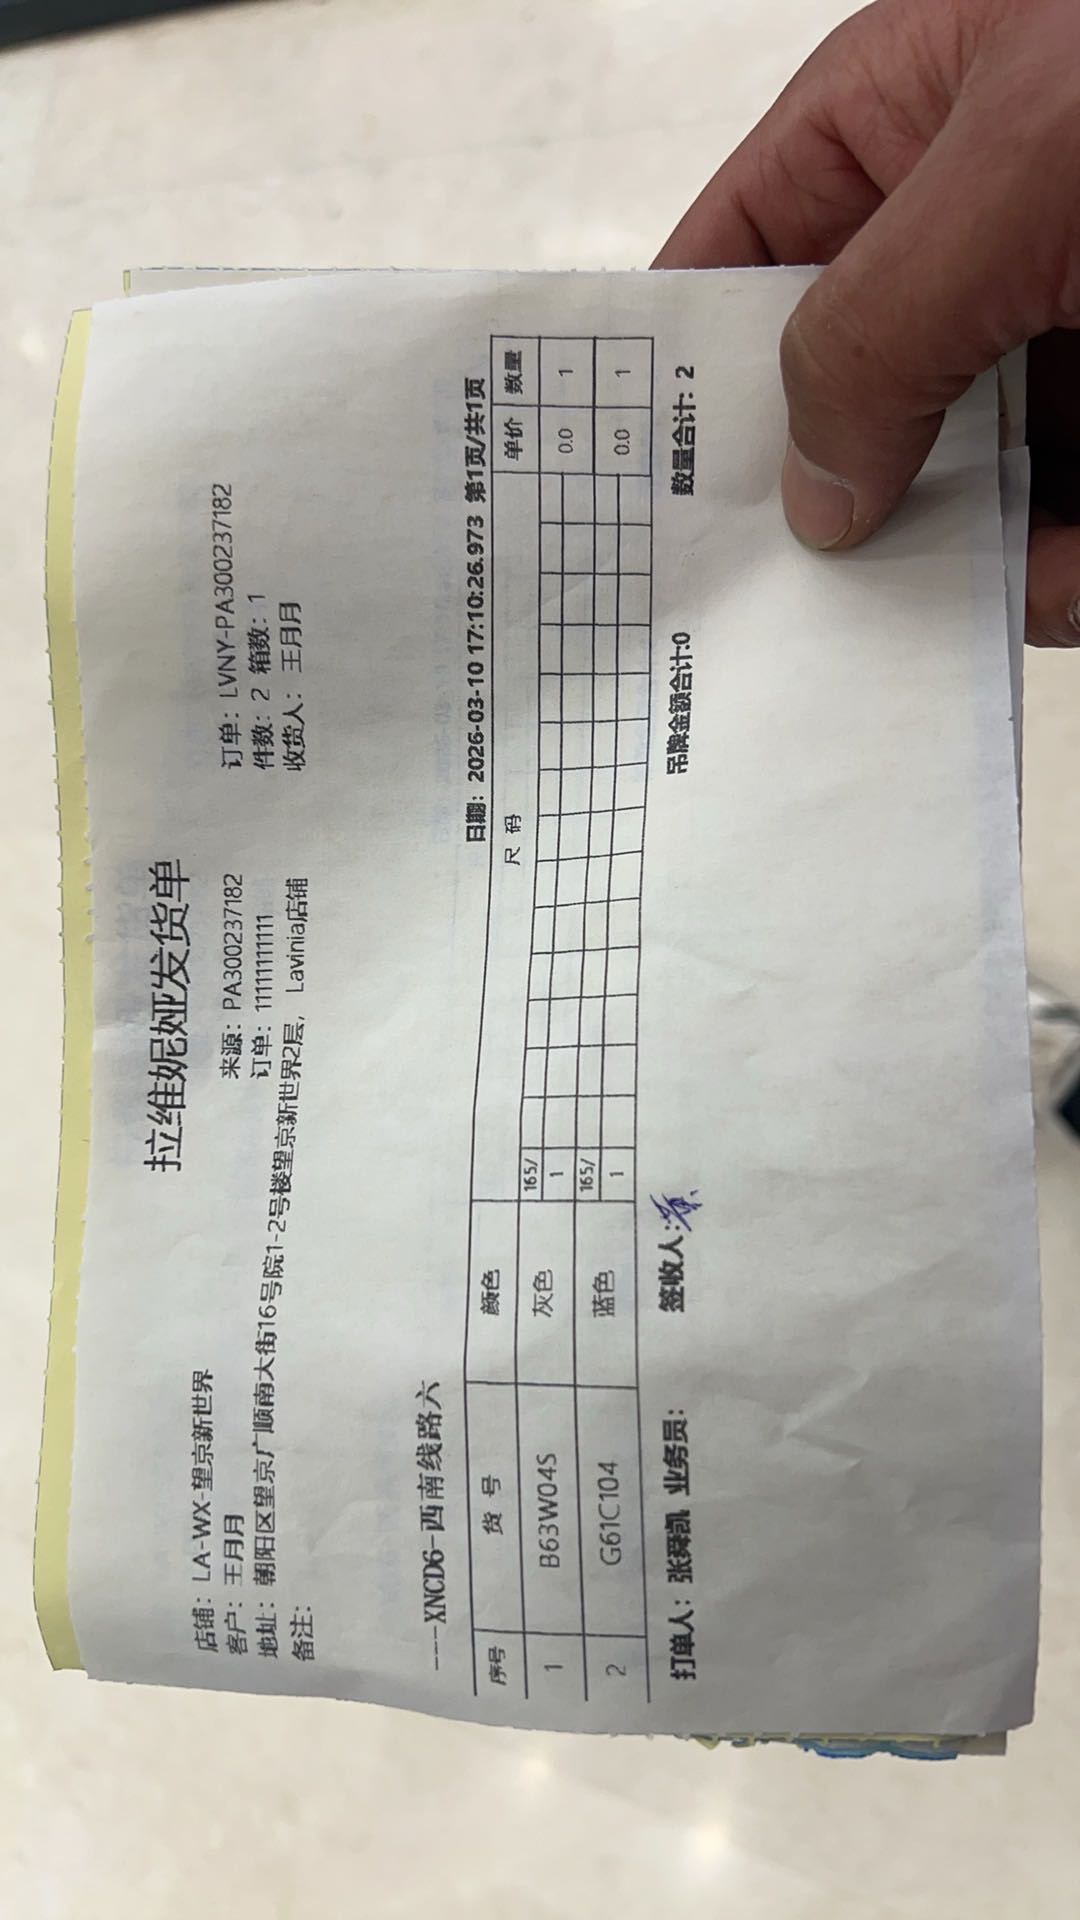 拉维妮娅发货单
店铺：LA-WX-望京新世界 来源：PA300237182 订单：LVNY-PA300237182
客户：王月月 订单：11111111111 件数：2 箱数：1
地址：朝阳区望京广顺南大街16号院1-2号楼望京新世界2层，Lavinia店铺 收货人：王月月
备注：
---XNCD6-西南线路六 日期：2026-03-10 17:10:26.973 第1页/共1页
序号 货号 颜色 尺码 单价 数量
1 B63W04S 灰色 165/ 1 0.0 1
2 G61C104 蓝色 165/ 1 0.0 1
打单人：张舜凯 业务员： 签收人: 吊牌金额合计:0 数量合计：2